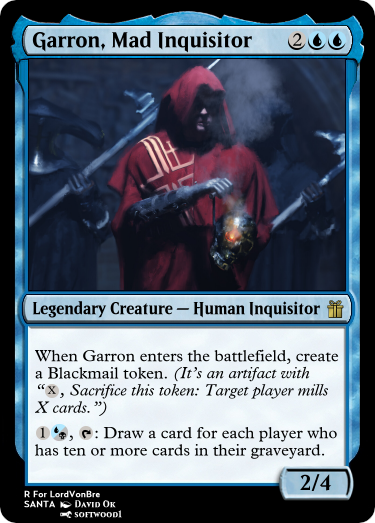 Garron, Mad Inquisitor 2
Legendary Creature — Human Inquisitor
When Garron enters the battlefield, create
a Blackmail token. (It's an artifact with
“X, Sacrifice this token: Target player mills
X cards.”)
1, : Draw a card for each player who
has ten or more cards in their graveyard.
2/4
R For LordVonBre
SANTA David Ok
softwood1